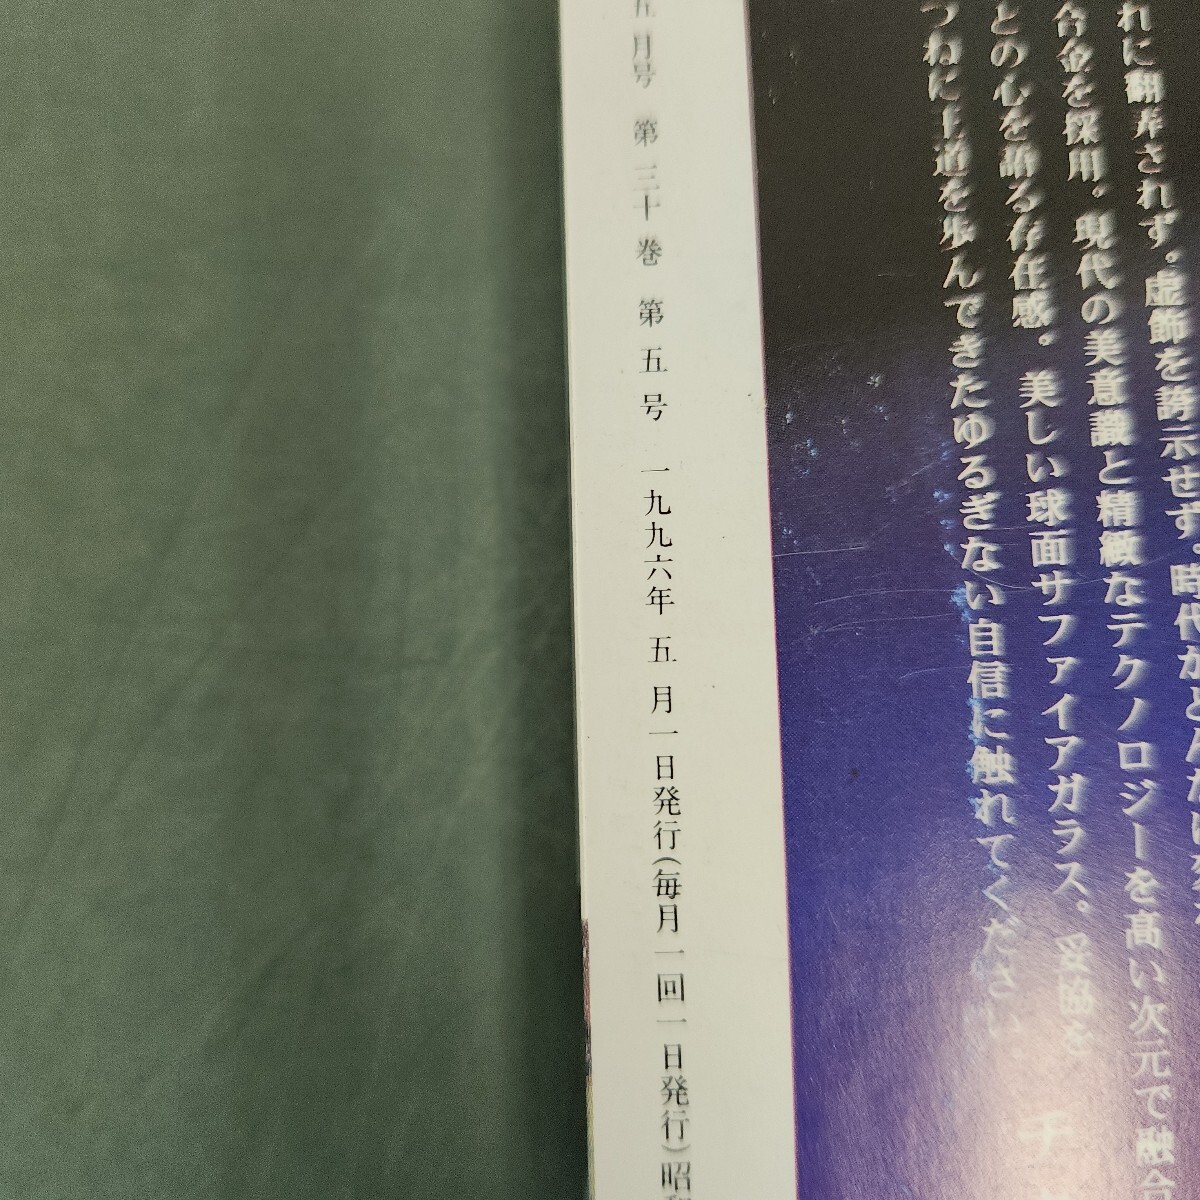 れに翻弄されず。虚飾を誇示せず。時代がどんなに
合金を採用。現代の美意識と精緻なテクノロジーを高い次元で融合
との心を誇る存在感。美しい球面サファイアガラス。妥協を
つねに王道を歩んできたゆるぎない自信に触れてください。
チ
五月号 第三十巻 第五号 一九九六年五月一日発行(毎月一回一日発行)昭和